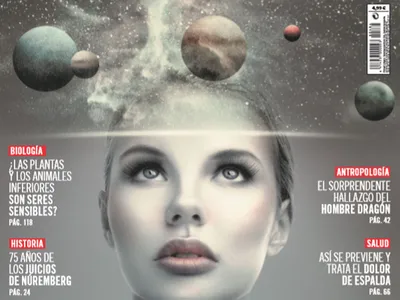 4,99 €
BIOLOGÍA
¿LAS PLANTAS
Y LOS ANIMALES
INFERIORES
SON SERES
SENSIBLES?
PÁG. 118
HISTORIA
75 AÑOS DE
LOS JUICIOS
DE NÚREMBERG
PÁG. 24
ANTROPOLOGÍA
EL SORPRENDENTE
HALLAZGO DEL
HOMBRE DRAGÓN
PÁG. 42
SALUD
ASÍ SE PREVIENE Y
TRATA EL DOLOR
DE ESPALDA
PÁG. 66